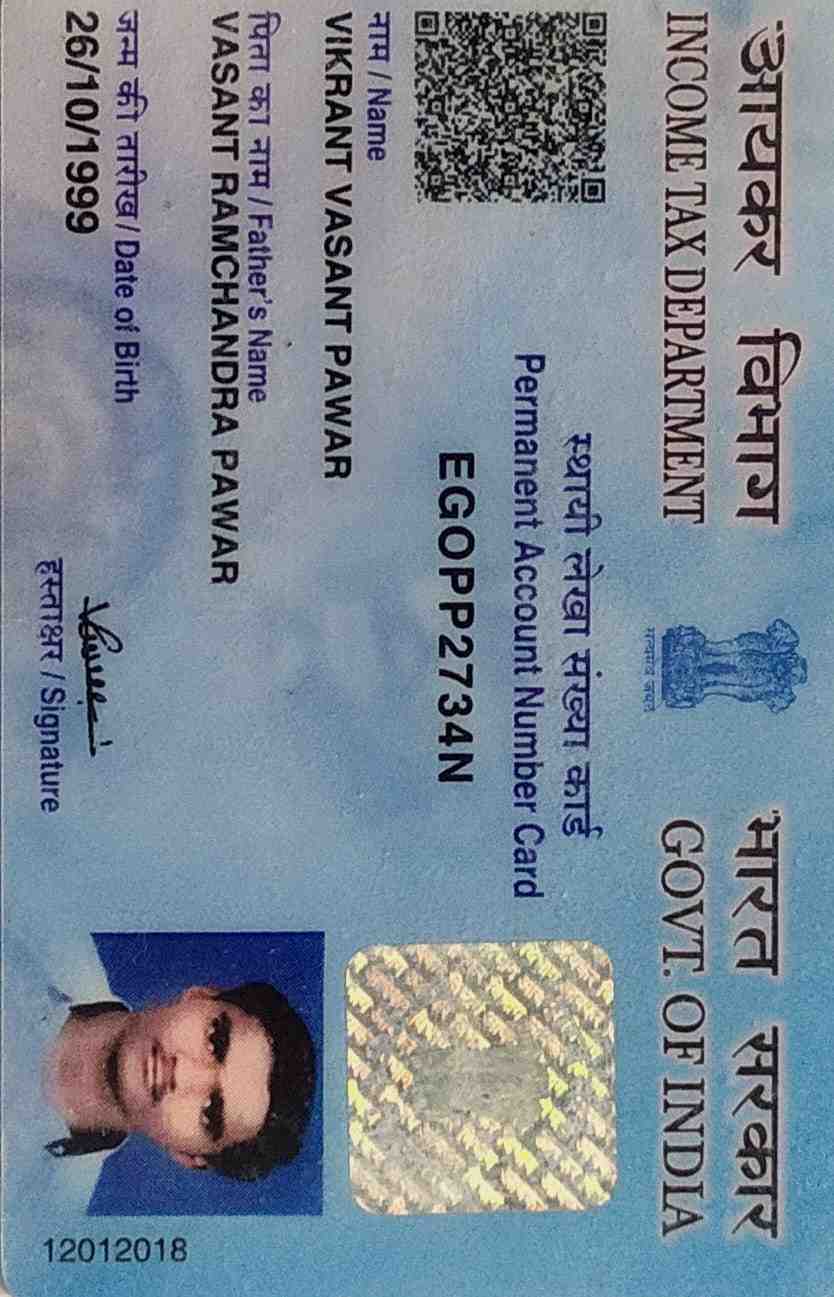 आयकर विभाग
INCOME TAX DEPARTMENT
सत्यमेव जयते
भारत सरकार
GOVT. OF INDIA
स्थायी लेखा संख्या कार्ड
Permanent Account Number Card
EGOPP2734N
नाम / Name
VIKRANT VASANT PAWAR
पिता का नाम / Father's Name
VASANT RAMCHANDRA PAWAR
जन्म की तारीख / Date of Birth
26/10/1999
हस्ताक्षर / Signature
12012018